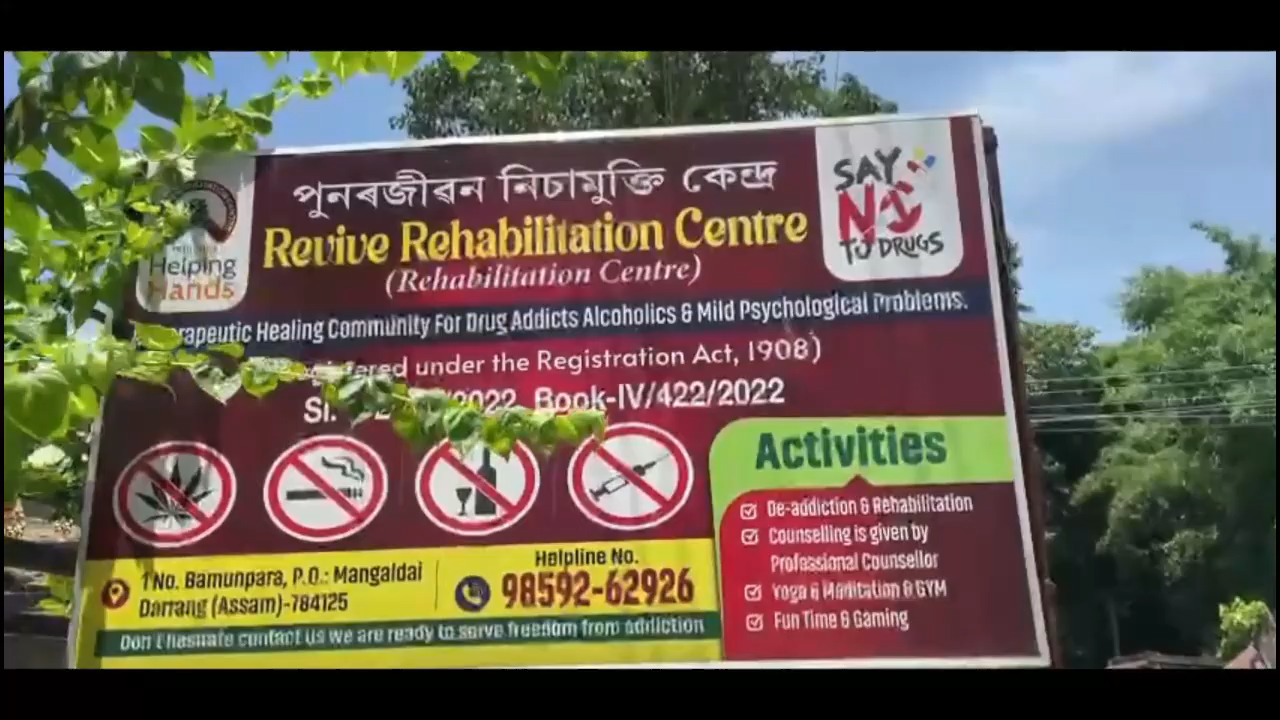 পুনৰজীৱন নিচামুক্তি কেন্দ্ৰ
Revive Rehabilitation Centre
(Rehabilitation Centre)
Helping
Hands
SAY
NO
TO DRUGS
Healing Community For Drug Addicts Alcoholics & Mild Psychological Problems.
under the Registration Act, 1908)
Book-IV/422/2022
Activities
De-addiction & Rehabilitation
Counselling is given by
Professional Counsellor
Yoga & Meditation & GYM
Fun Time & Gaming
1 No. Bamunpara, P.O.: Mangaldai
Darrang (Assam)-784125
Helpline No.
98592-62926
contact us we are ready to serve freedom from addiction